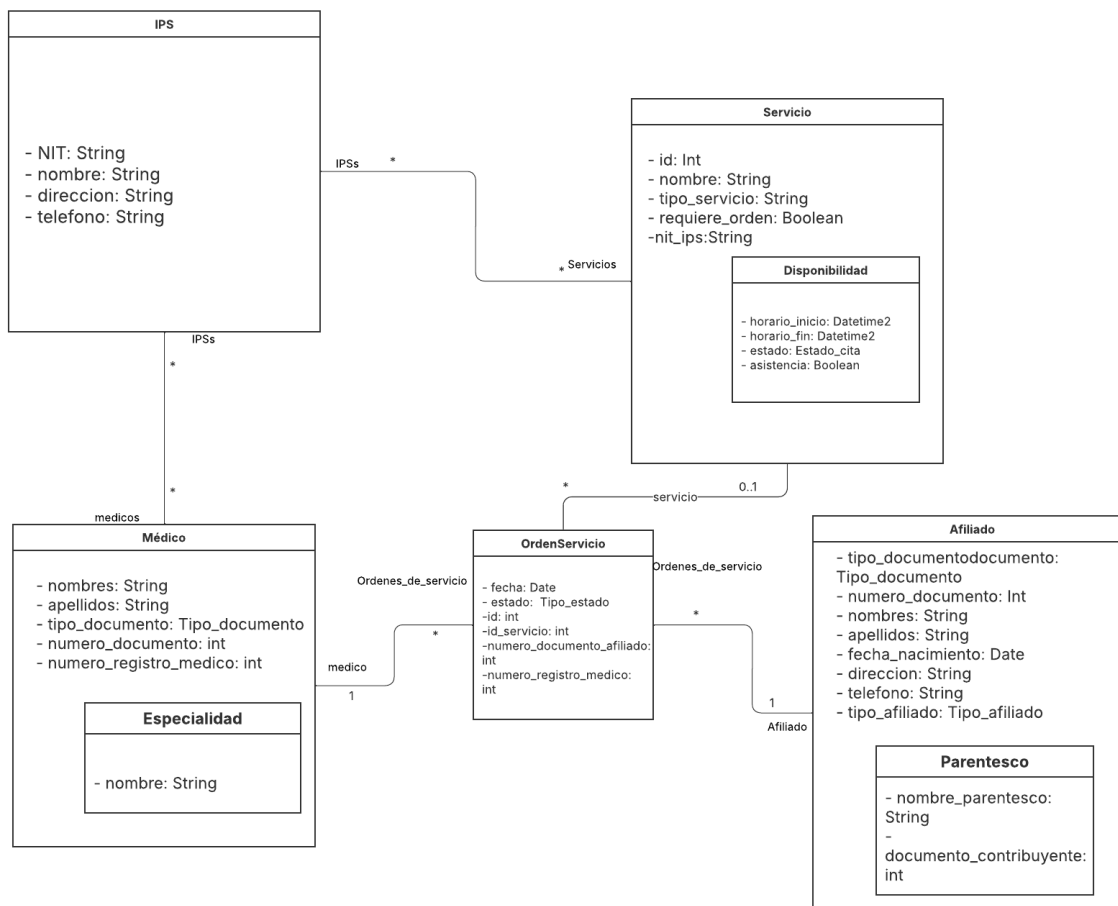 IPS
- NIT: String
- nombre: String
- direccion: String
- telefono: String
IPSs
*
* Servicios
Servicio
- id: Int
- nombre: String
- tipo_servicio: String
- requiere_orden: Boolean
-nit_ips:String
Disponibilidad
- horario_inicio: Datetime2
- horario_fin: Datetime2
- estado: Estado_cita
- asistencia: Boolean
IPSs
*
*
medicos
*
servicio
0..1
Médico
- nombres: String
- apellidos: String
- tipo_documento: Tipo_documento
- numero_documento: int
- numero_registro_medico: int
Especialidad
- nombre: String
Ordenes_de_servicio
*
medico
1
OrdenServicio
- fecha: Date
- estado: Tipo_estado
-id: int
-id_servicio: int
-numero_documento_afiliado:
int
-numero_registro_medico:
int
Ordenes_de_servicio
*
1
Afiliado
Afiliado
- tipo_documentodocumento:
Tipo_documento
- numero_documento: Int
- nombres: String
- apellidos: String
- fecha_nacimiento: Date
- direccion: String
- telefono: String
- tipo_afiliado: Tipo_afiliado
Parentesco
- nombre_parentesco:
String
-
documento_contribuyente:
int